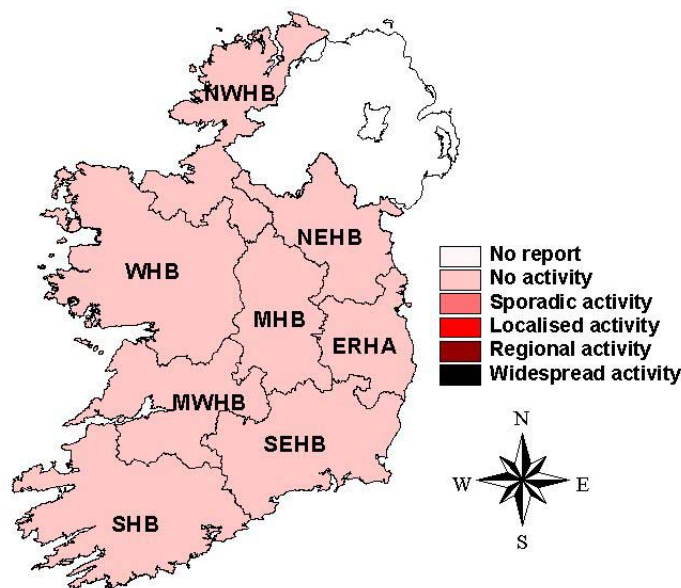 NWHB
NEHB
WHB
MHB
ERHA
MWHB
SEHB
SHB
No report
No activity
Sporadic activity
Localised activity
Regional activity
Widespread activity
N
W E
S